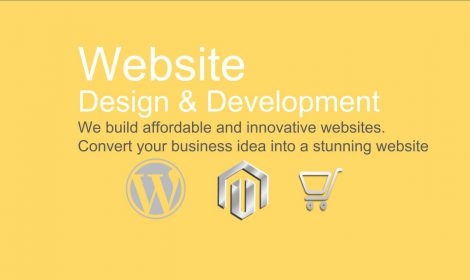 Website
Design & Development
We build affordable and innovative websites.
Convert your business idea into a stunning website